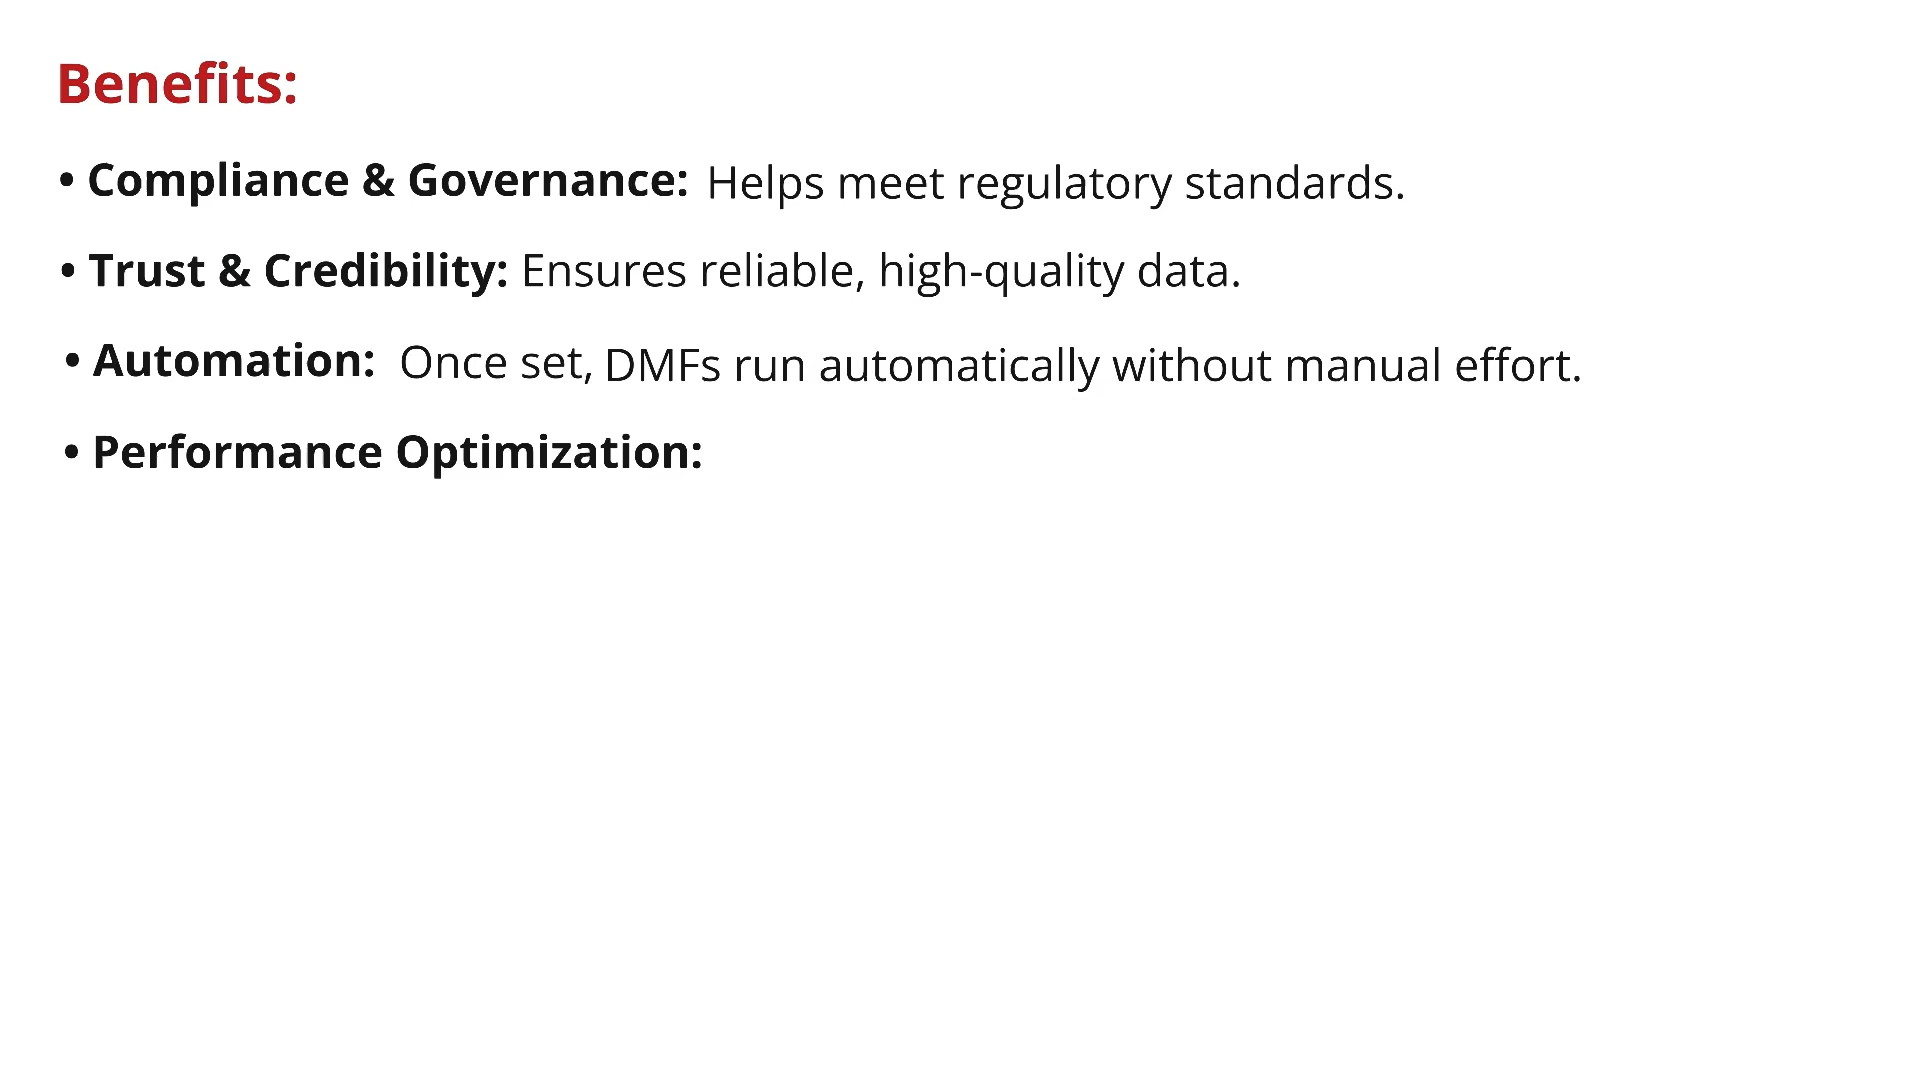 Benefits:
• Compliance & Governance: Helps meet regulatory standards.
• Trust & Credibility: Ensures reliable, high-quality data.
• Automation: Once set, DMFs run automatically without manual effort.
• Performance Optimization: